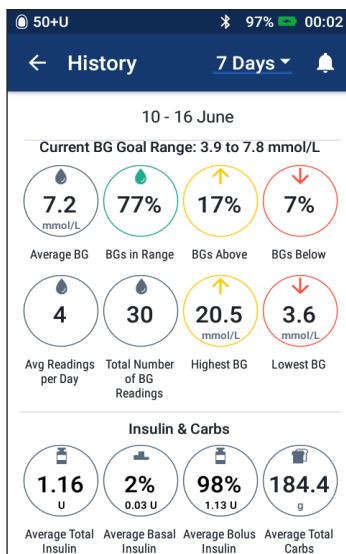 50+U 97% 00:02
History 7 Days
10 - 16 June
Current BG Goal Range: 3.9 to 7.8 mmol/L
7.2 77% 17% 7%
mmol/L
Average BG BGs in Range BGs Above BGs Below
4 30 20.5 3.6
mmol/L mmol/L
Avg Readings Total Number Highest BG Lowest BG
per Day of BG
Readings
Insulin & Carbs
1.16 2% 98% 184.4
U 0.03 U 1.13 U g
Average Total Average Basal Average Bolus Average Total
Insulin Insulin Insulin Carbs